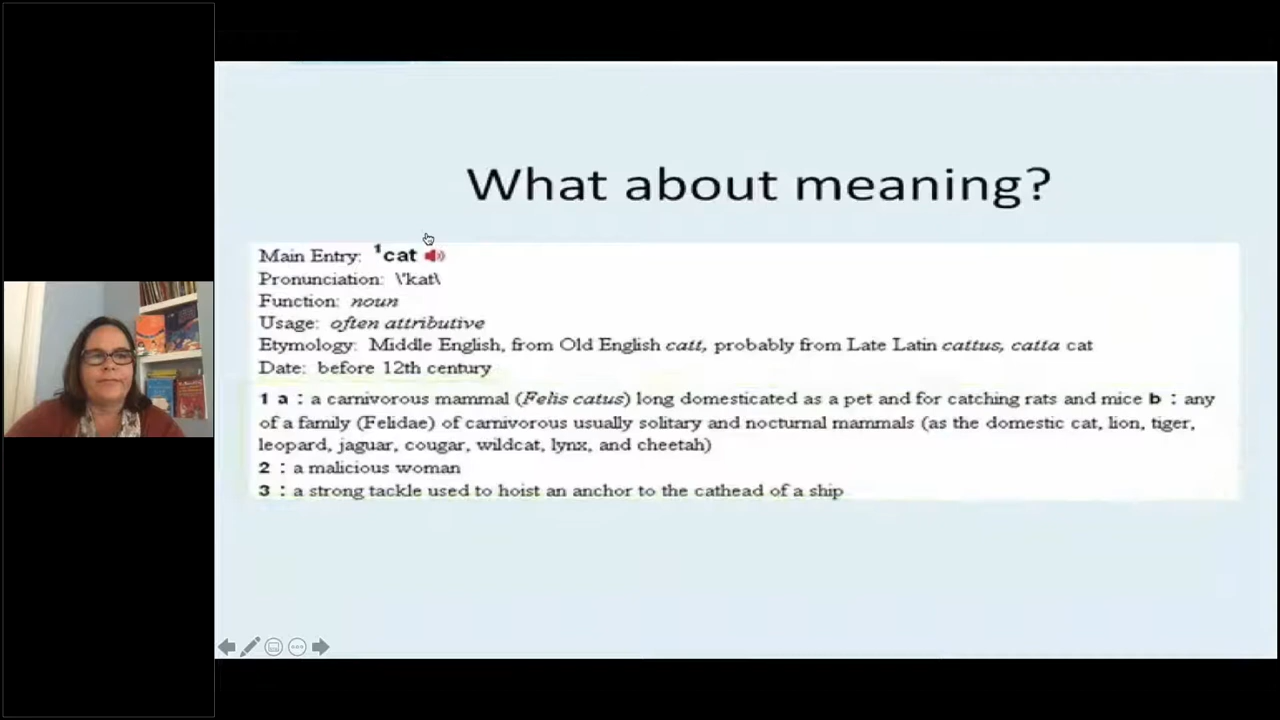 What about meaning?
Main Entry: ¹cat
Pronunciation: \'kat\
Function: noun
Usage: often attributive
Etymology: Middle English, from Old English catt, probably from Late Latin cattus, catta cat
Date: before 12th century
1 a : a carnivorous mammal (Felis catus) long domesticated as a pet and for catching rats and mice b : any
of a family (Felidae) of carnivorous usually solitary and nocturnal mammals (as the domestic cat, lion, tiger,
leopard, jaguar, cougar, wildcat, lynx, and cheetah)
2 : a malicious woman
3 : a strong tackle used to hoist an anchor to the cathead of a ship